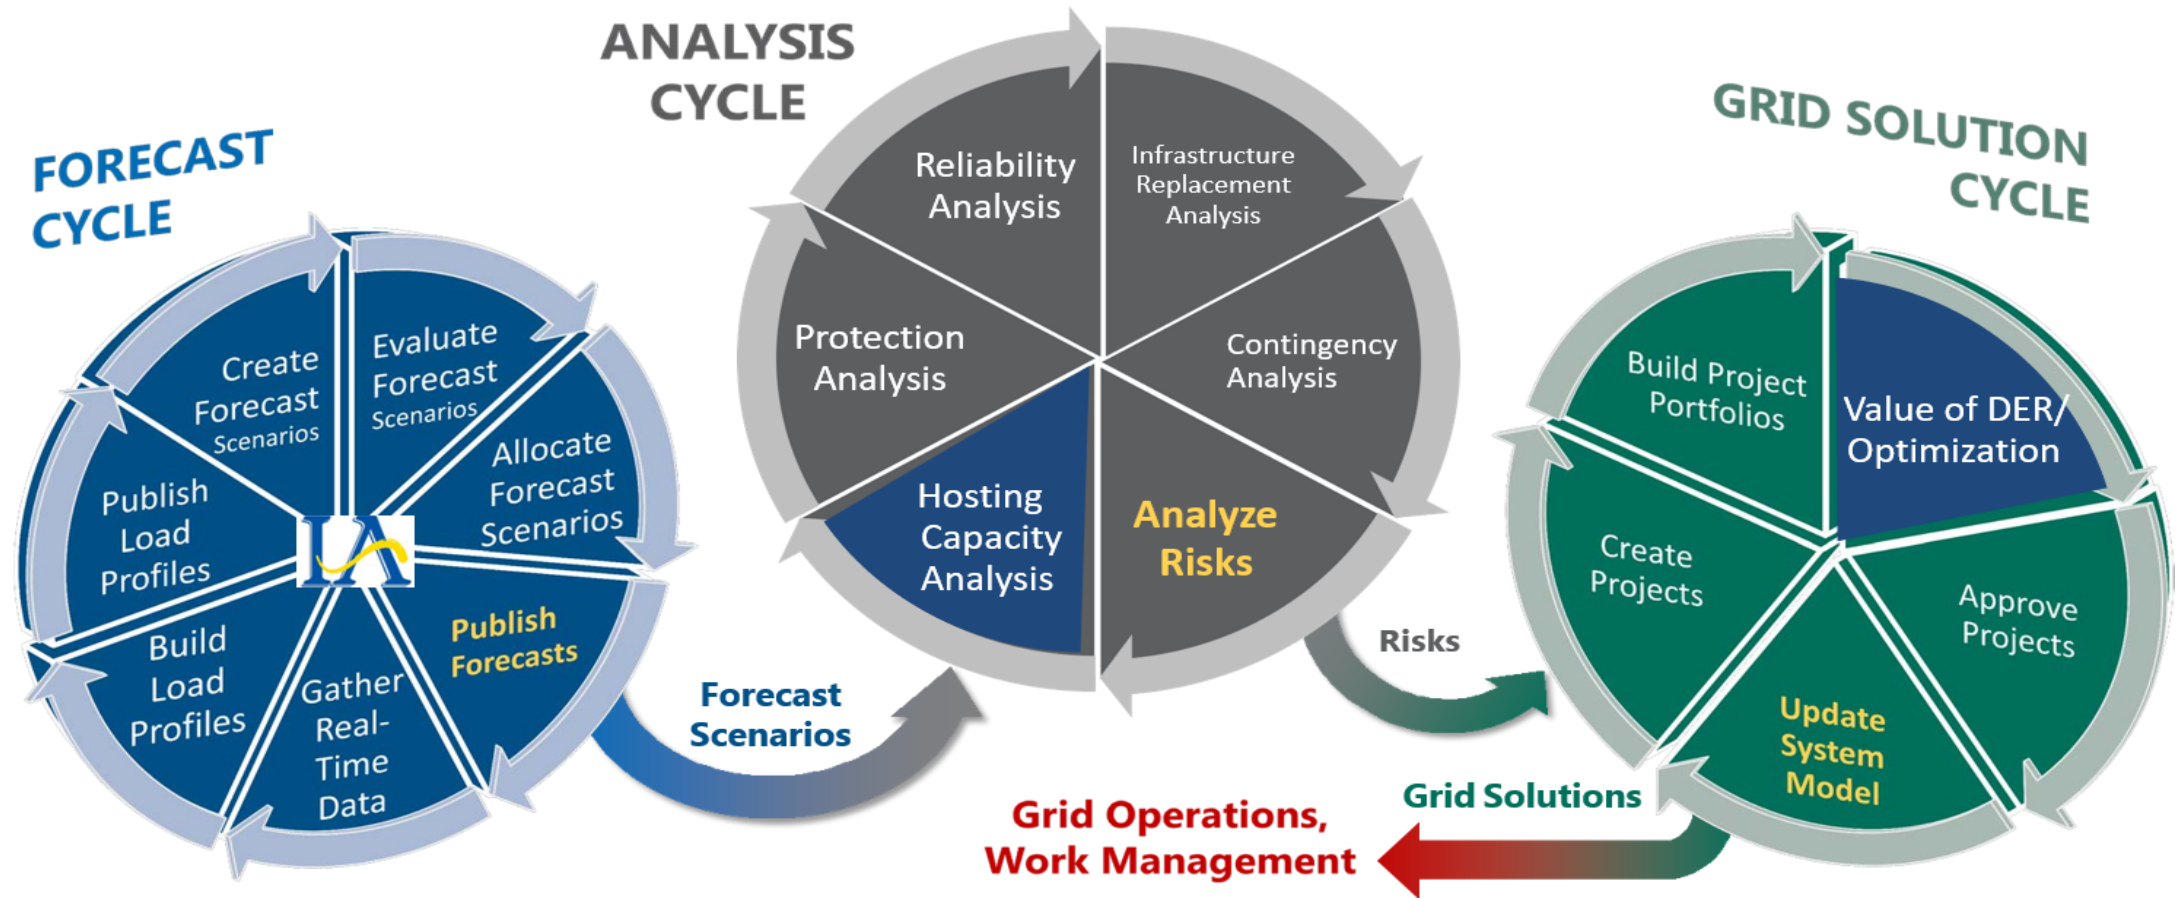 FORECAST
CYCLE
Evaluate
Forecast
Scenarios
Allocate
Forecast
Scenarios
Publish
Forecasts
Gather
Real-
Time
Data
Build
Load
Profiles
Publish
Load
Profiles
Create
Forecast
Scenarios
IA
Forecast
Scenarios
ANALYSIS
CYCLE
Infrastructure
Replacement
Analysis
Contingency
Analysis
Analyze
Risks
Hosting
Capacity
Analysis
Protection
Analysis
Reliability
Analysis
Risks
GRID SOLUTION
CYCLE
Value of DER/
Optimization
Approve
Projects
Update
System
Model
Create
Projects
Build Project
Portfolios
Grid Solutions
Grid Operations,
Work Management